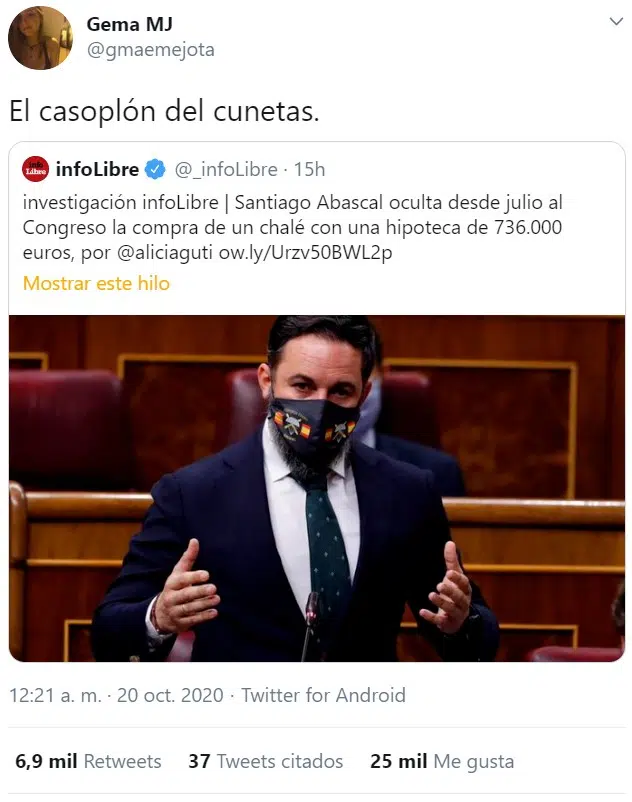 Gema MJ
@gmaemejota
El casoplón del cunetas.
info Libre
infoLibre @_infoLibre · 15h
investigación infoLibre | Santiago Abascal oculta desde julio al
Congreso la compra de un chalé con una hipoteca de 736.000
euros, por @aliciaguti ow.ly/Urzv50BWL2p
Mostrar este hilo
12:21 a. m. · 20 oct. 2020 · Twitter for Android
6,9 mil Retweets 37 Tweets citados 25 mil Me gusta